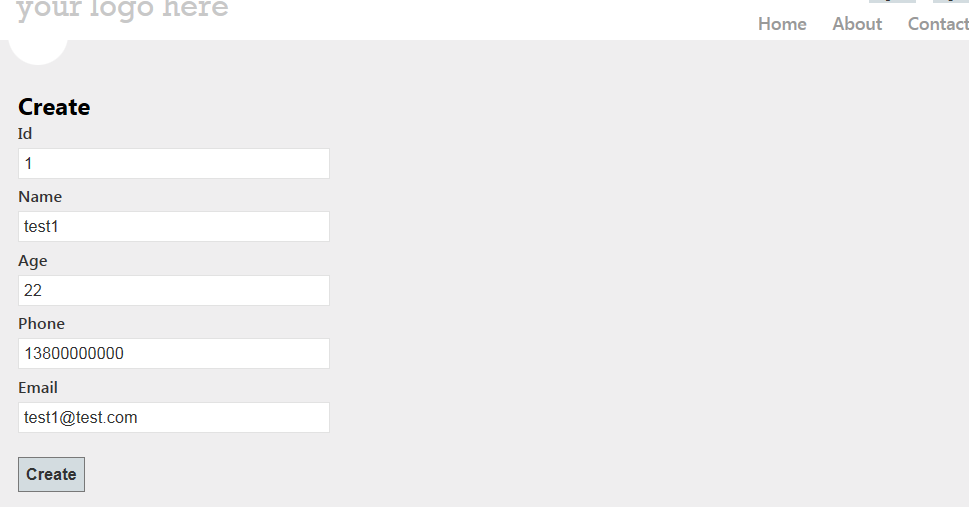 your logo here
Home About Contact
Create
Id
1
Name
test1
Age
22
Phone
13800000000
Email
test1@test.com
Create